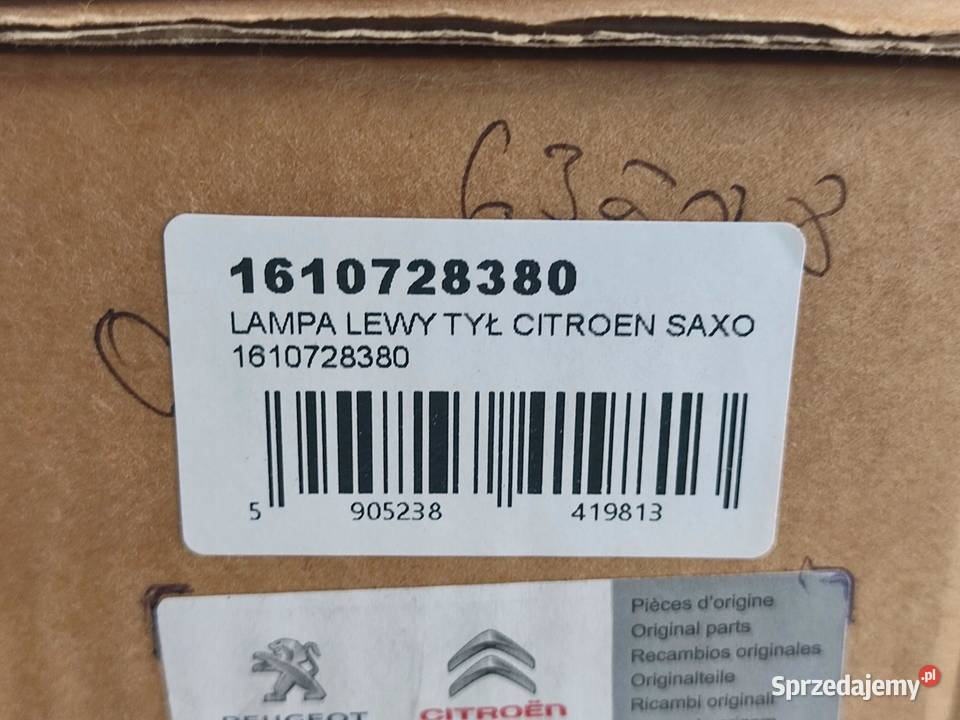 1610728380
LAMPA LEWY TYŁ CITROEN SAXO
1610728380
5 905238 419813
Pièces d'origine
Original parts
Recambios originales
Originalteile
Ricambi originali
PEUGEOT
CITROËN
Sprzedajemy.pl